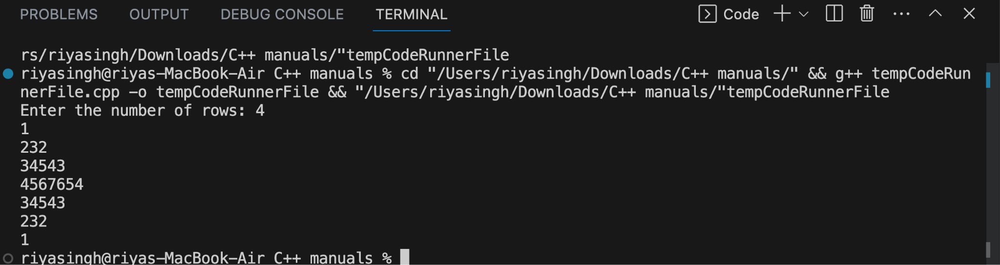 PROBLEMS OUTPUT DEBUG CONSOLE TERMINAL Code
rs/riyasingh/Downloads/C++ manuals/"tempCodeRunnerFile
riyasingh@riyas-MacBook-Air C++ manuals % cd "/Users/riyasingh/Downloads/C++ manuals/" && g++ tempCodeRun
nerFile.cpp -o tempCodeRunnerFile && "/Users/riyasingh/Downloads/C++ manuals/"tempCodeRunnerFile
Enter the number of rows: 4
1
232
34543
4567654
34543
232
1
riyasingh@riyas-MacBook-Air C++ manuals %